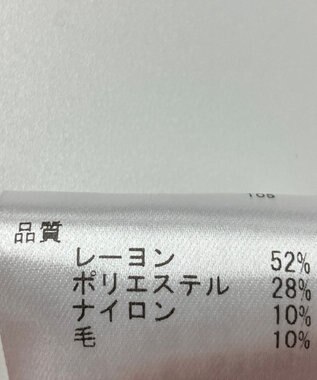 品質
レーヨン 52%
ポリエステル 28%
ナイロン 10%
毛 10%